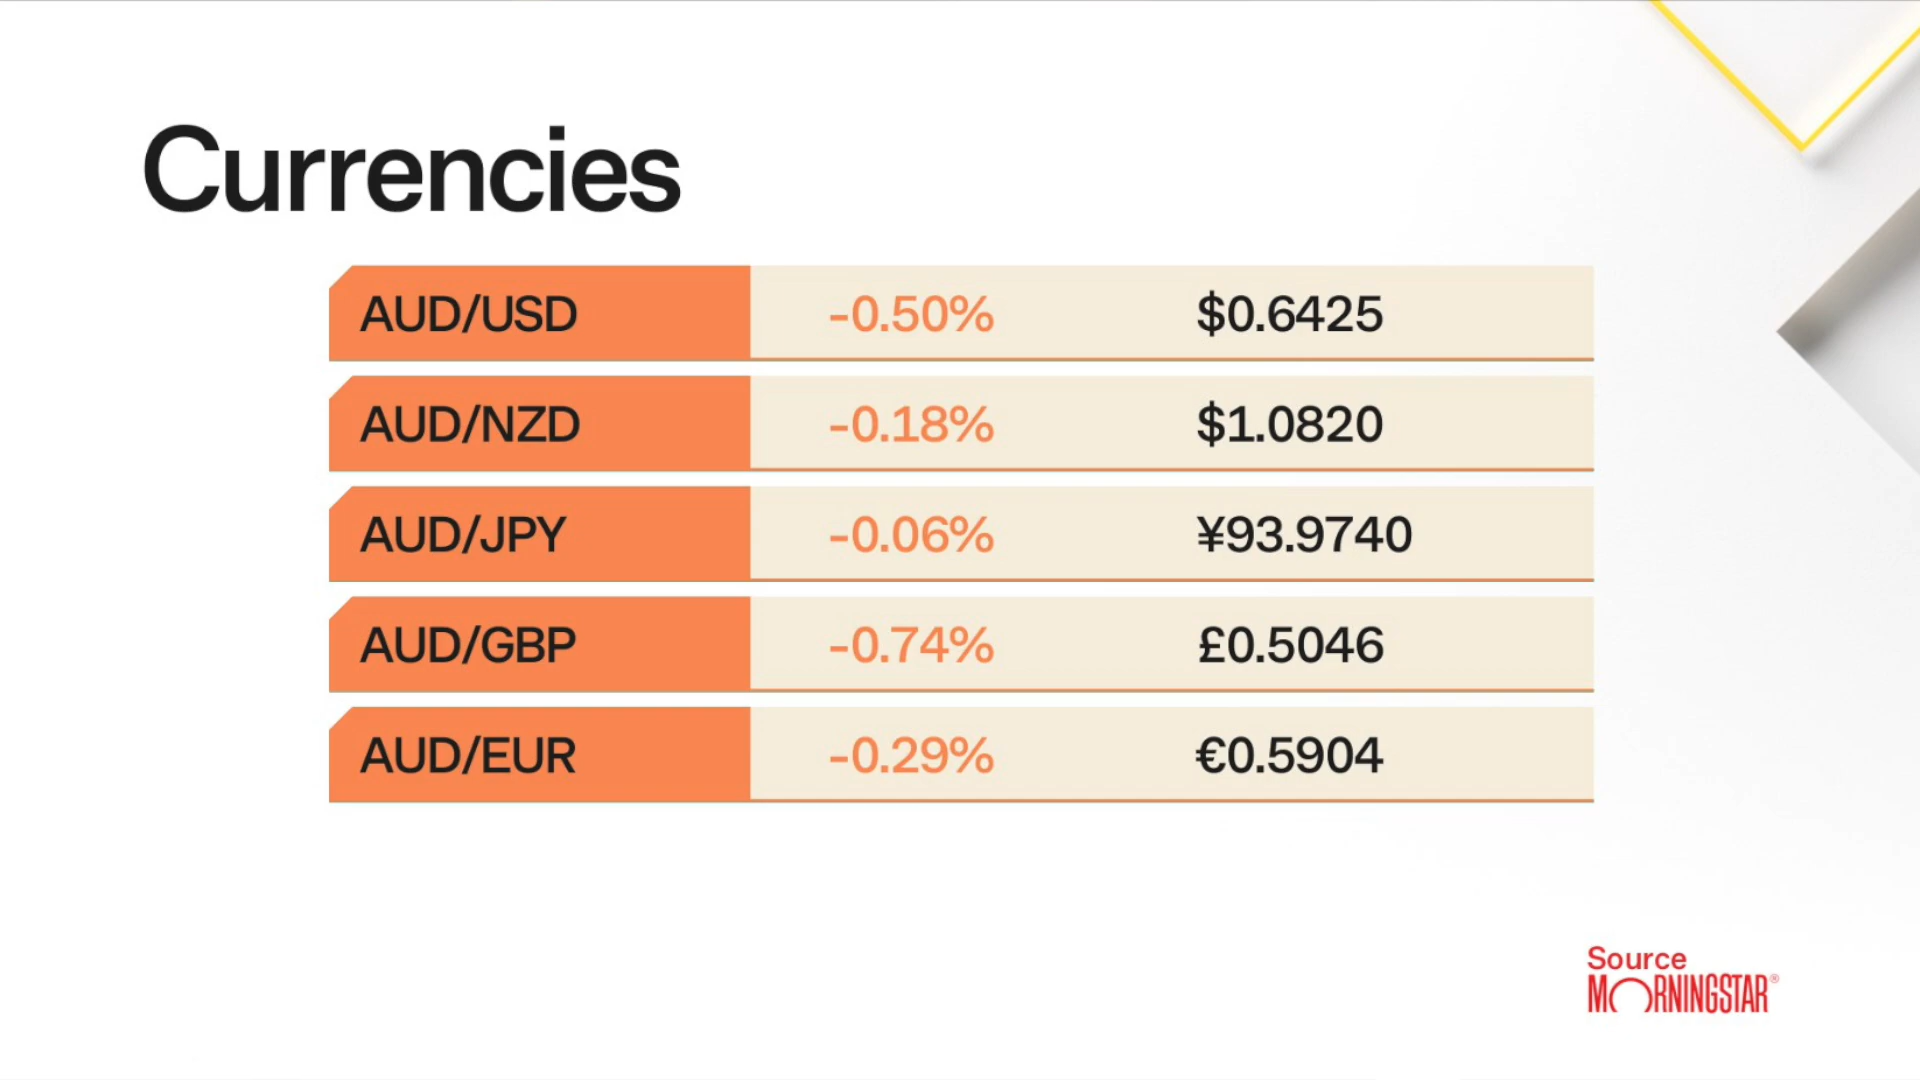 Currencies
AUD/USD -0.50% $0.6425
AUD/NZD -0.18% $1.0820
AUD/JPY -0.06% ¥93.9740
AUD/GBP -0.74% £0.5046
AUD/EUR -0.29% €0.5904
Source
MORNINGSTAR®